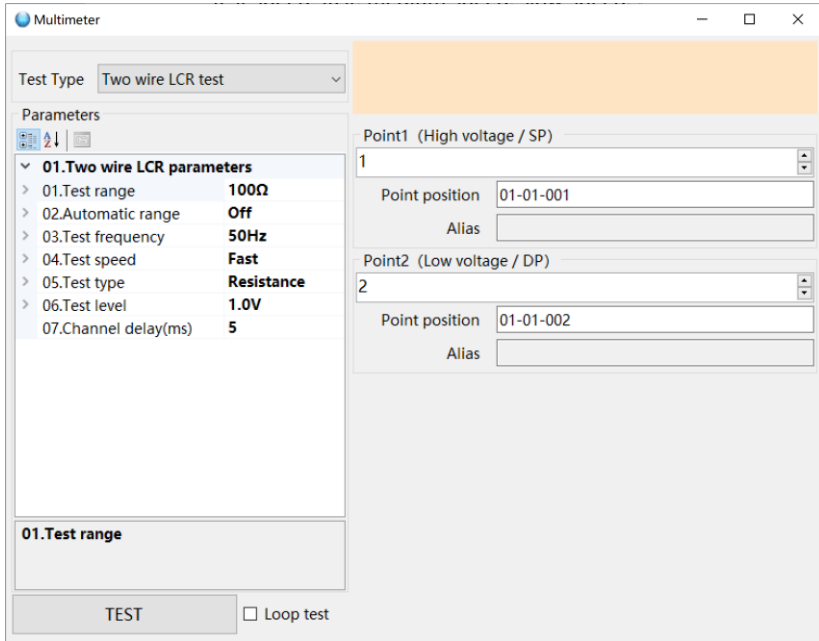 Multimeter
Test Type Two wire LCR test
Parameters
01.Two wire LCR parameters
01.Test range 100Ω
02.Automatic range Off
03.Test frequency 50Hz
04.Test speed Fast
05.Test type Resistance
06.Test level 1.0V
07.Channel delay(ms) 5
01.Test range
TEST Loop test
Point1 (High voltage / SP)
1
Point position 01-01-001
Alias
Point2 (Low voltage / DP)
2
Point position 01-01-002
Alias